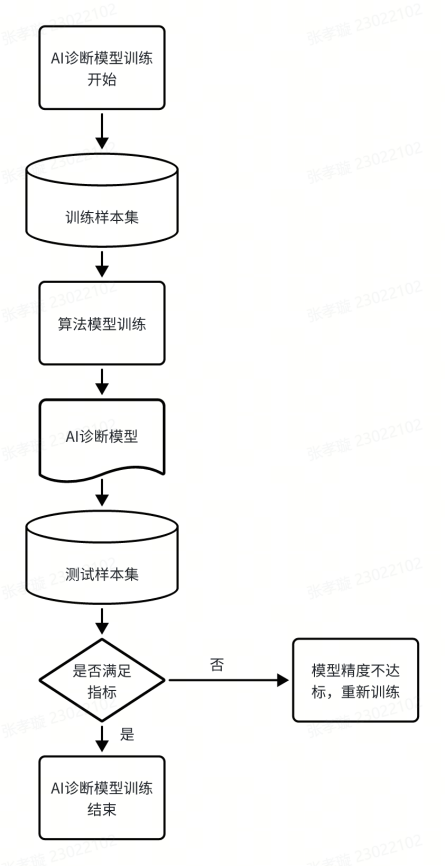 AI诊断模型训练
开始
训练样本集
算法模型训练
AI诊断模型
测试样本集
是否满足
指标
否
模型精度不达
标，重新训练
是
AI诊断模型训练
结束